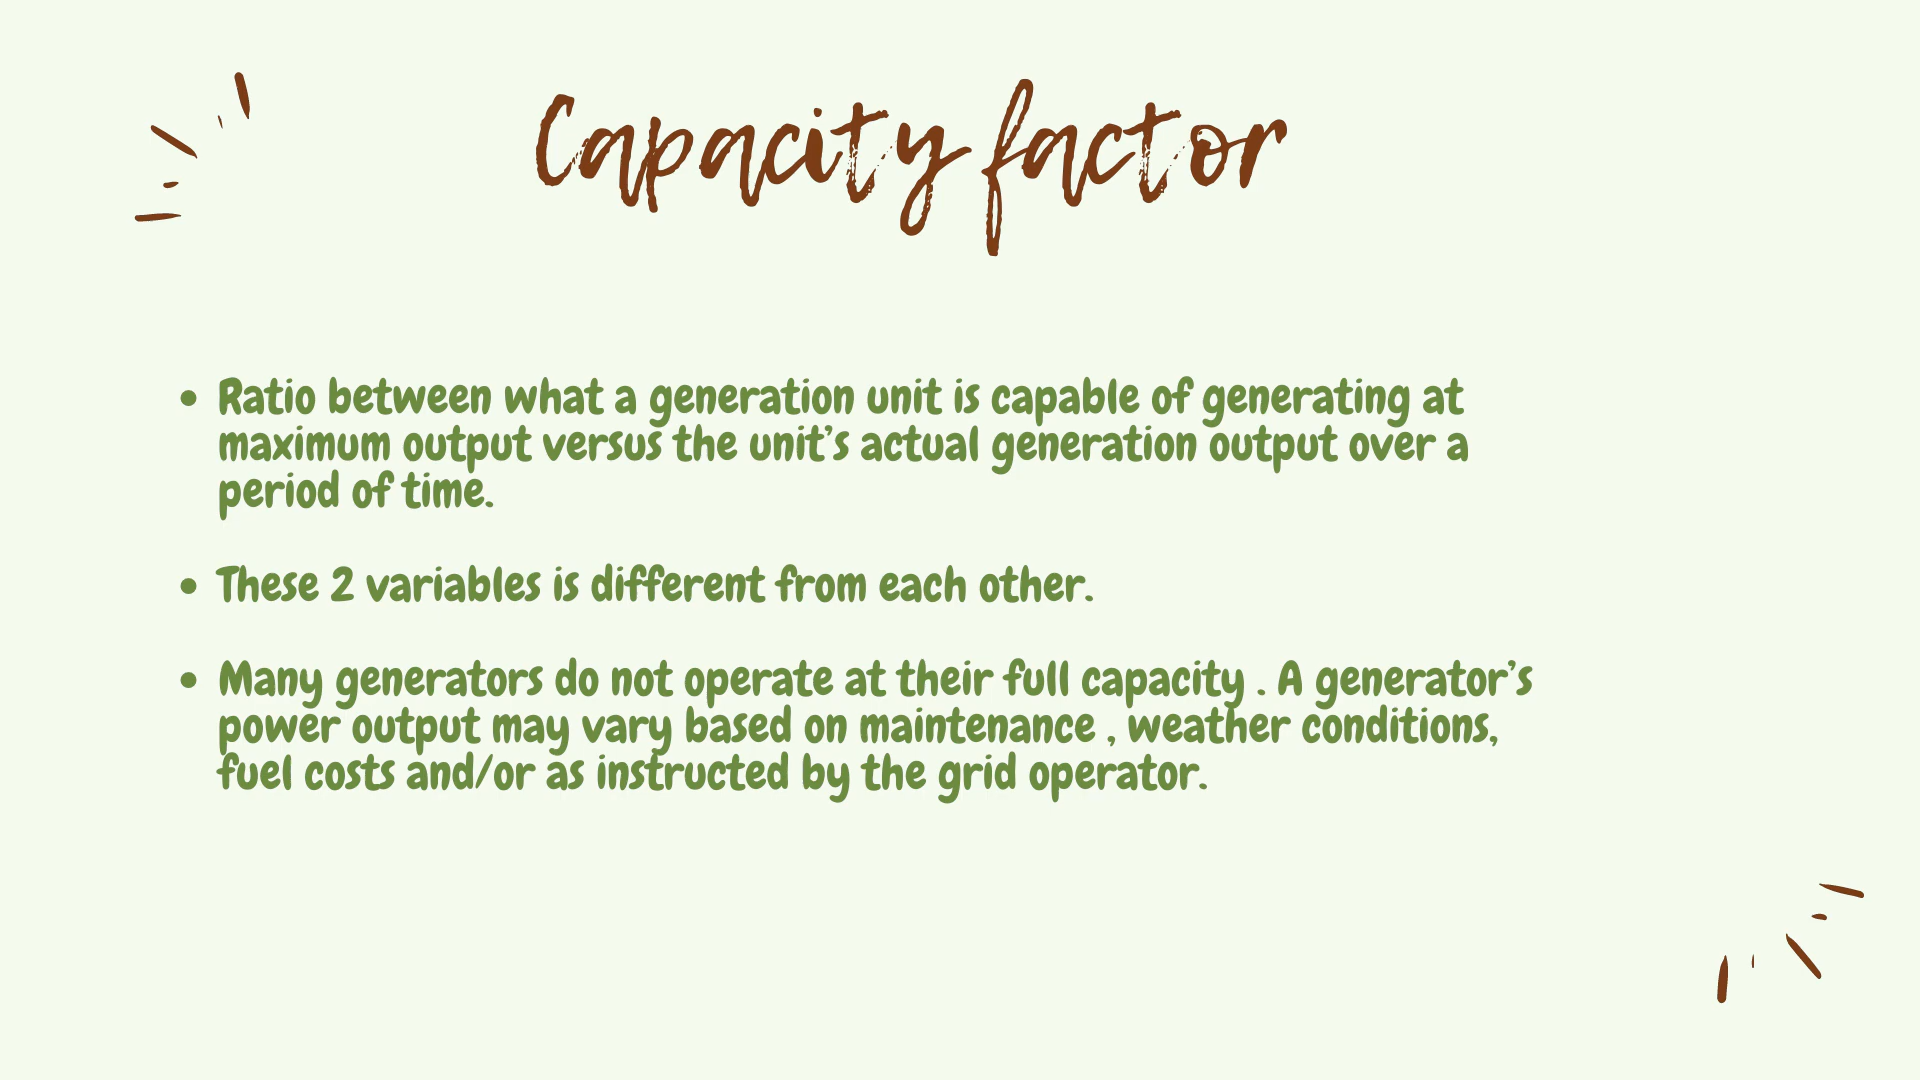 Capacity factor
• Ratio between what a generation unit is capable of generating at
maximum output versus the unit’s actual generation output over a
period of time.
• These 2 variables is different from each other.
• Many generators do not operate at their full capacity . A generator’s
power output may vary based on maintenance , weather conditions,
fuel costs and/or as instructed by the grid operator.